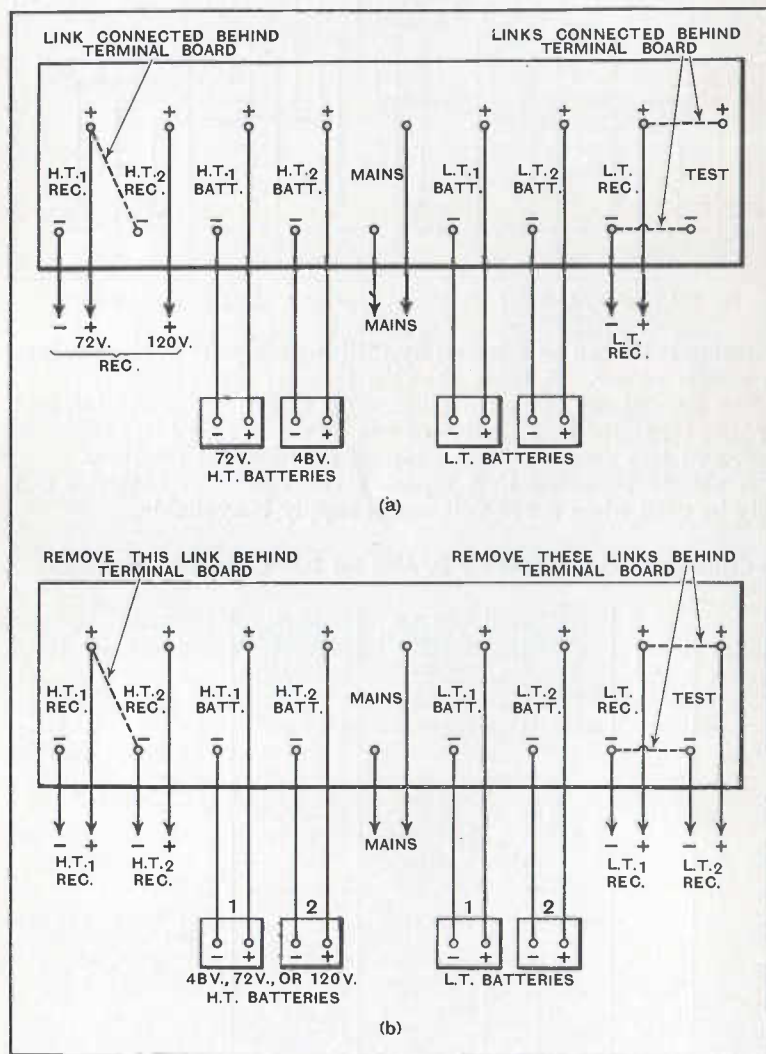 LINK CONNECTED BEHIND
TERMINAL BOARD
LINKS CONNECTED BEHIND
TERMINAL BOARD
+ + + + + + + +
H.T.1 REC.
H.T.2 REC.
H.T.1 BATT.
H.T.2 BATT.
MAINS
L.T.1 BATT.
L.T.2 BATT.
L.T. REC.
TEST
− − − − − − − −
− + + MAINS − +
72V. 120V.
REC.
L.T.
REC.
− + − + − + − +
72V. 4BV.
H.T. BATTERIES
L.T. BATTERIES
(a)
REMOVE THIS LINK BEHIND
TERMINAL BOARD
REMOVE THESE LINKS BEHIND
TERMINAL BOARD
+ + + + + + + +
H.T.1 REC.
H.T.2 REC.
H.T.1 BATT.
H.T.2 BATT.
MAINS
L.T.1 BATT.
L.T.2 BATT.
L.T. REC.
TEST
− − − − − − − −
− + − + MAINS − + − +
H.T.1 REC.
H.T.2 REC.
L.T.1 REC.
L.T.2 REC.
1 2 1 2
− + − + − + − +
4BV., 72V., OR 120V.
H.T. BATTERIES
L.T. BATTERIES
(b)